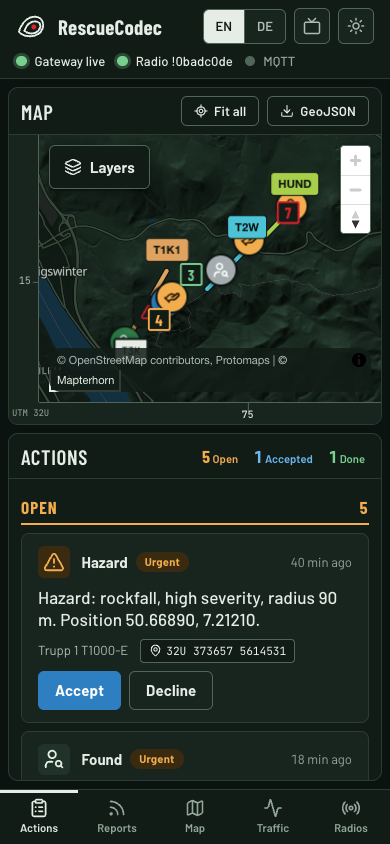 RescueCodec
EN DE
Gateway live Radio !0badc0de MQTT
MAP
Fit all GeoJSON
Layers
HUND
7
T2W
T1K1
3
15
igswinter
4
© OpenStreetMap contributors, Protomaps | ©
Mapterhorn
UTM 32U
75
ACTIONS
5 Open 1 Accepted 1 Done
OPEN 5
Hazard Urgent 40 min ago
Hazard: rockfall, high severity, radius 90
m. Position 50.66890, 7.21210.
Trupp 1 T1000-E 32U 373657 5614531
Accept Decline
Found Urgent 18 min ago
Actions Reports Map Traffic Radios